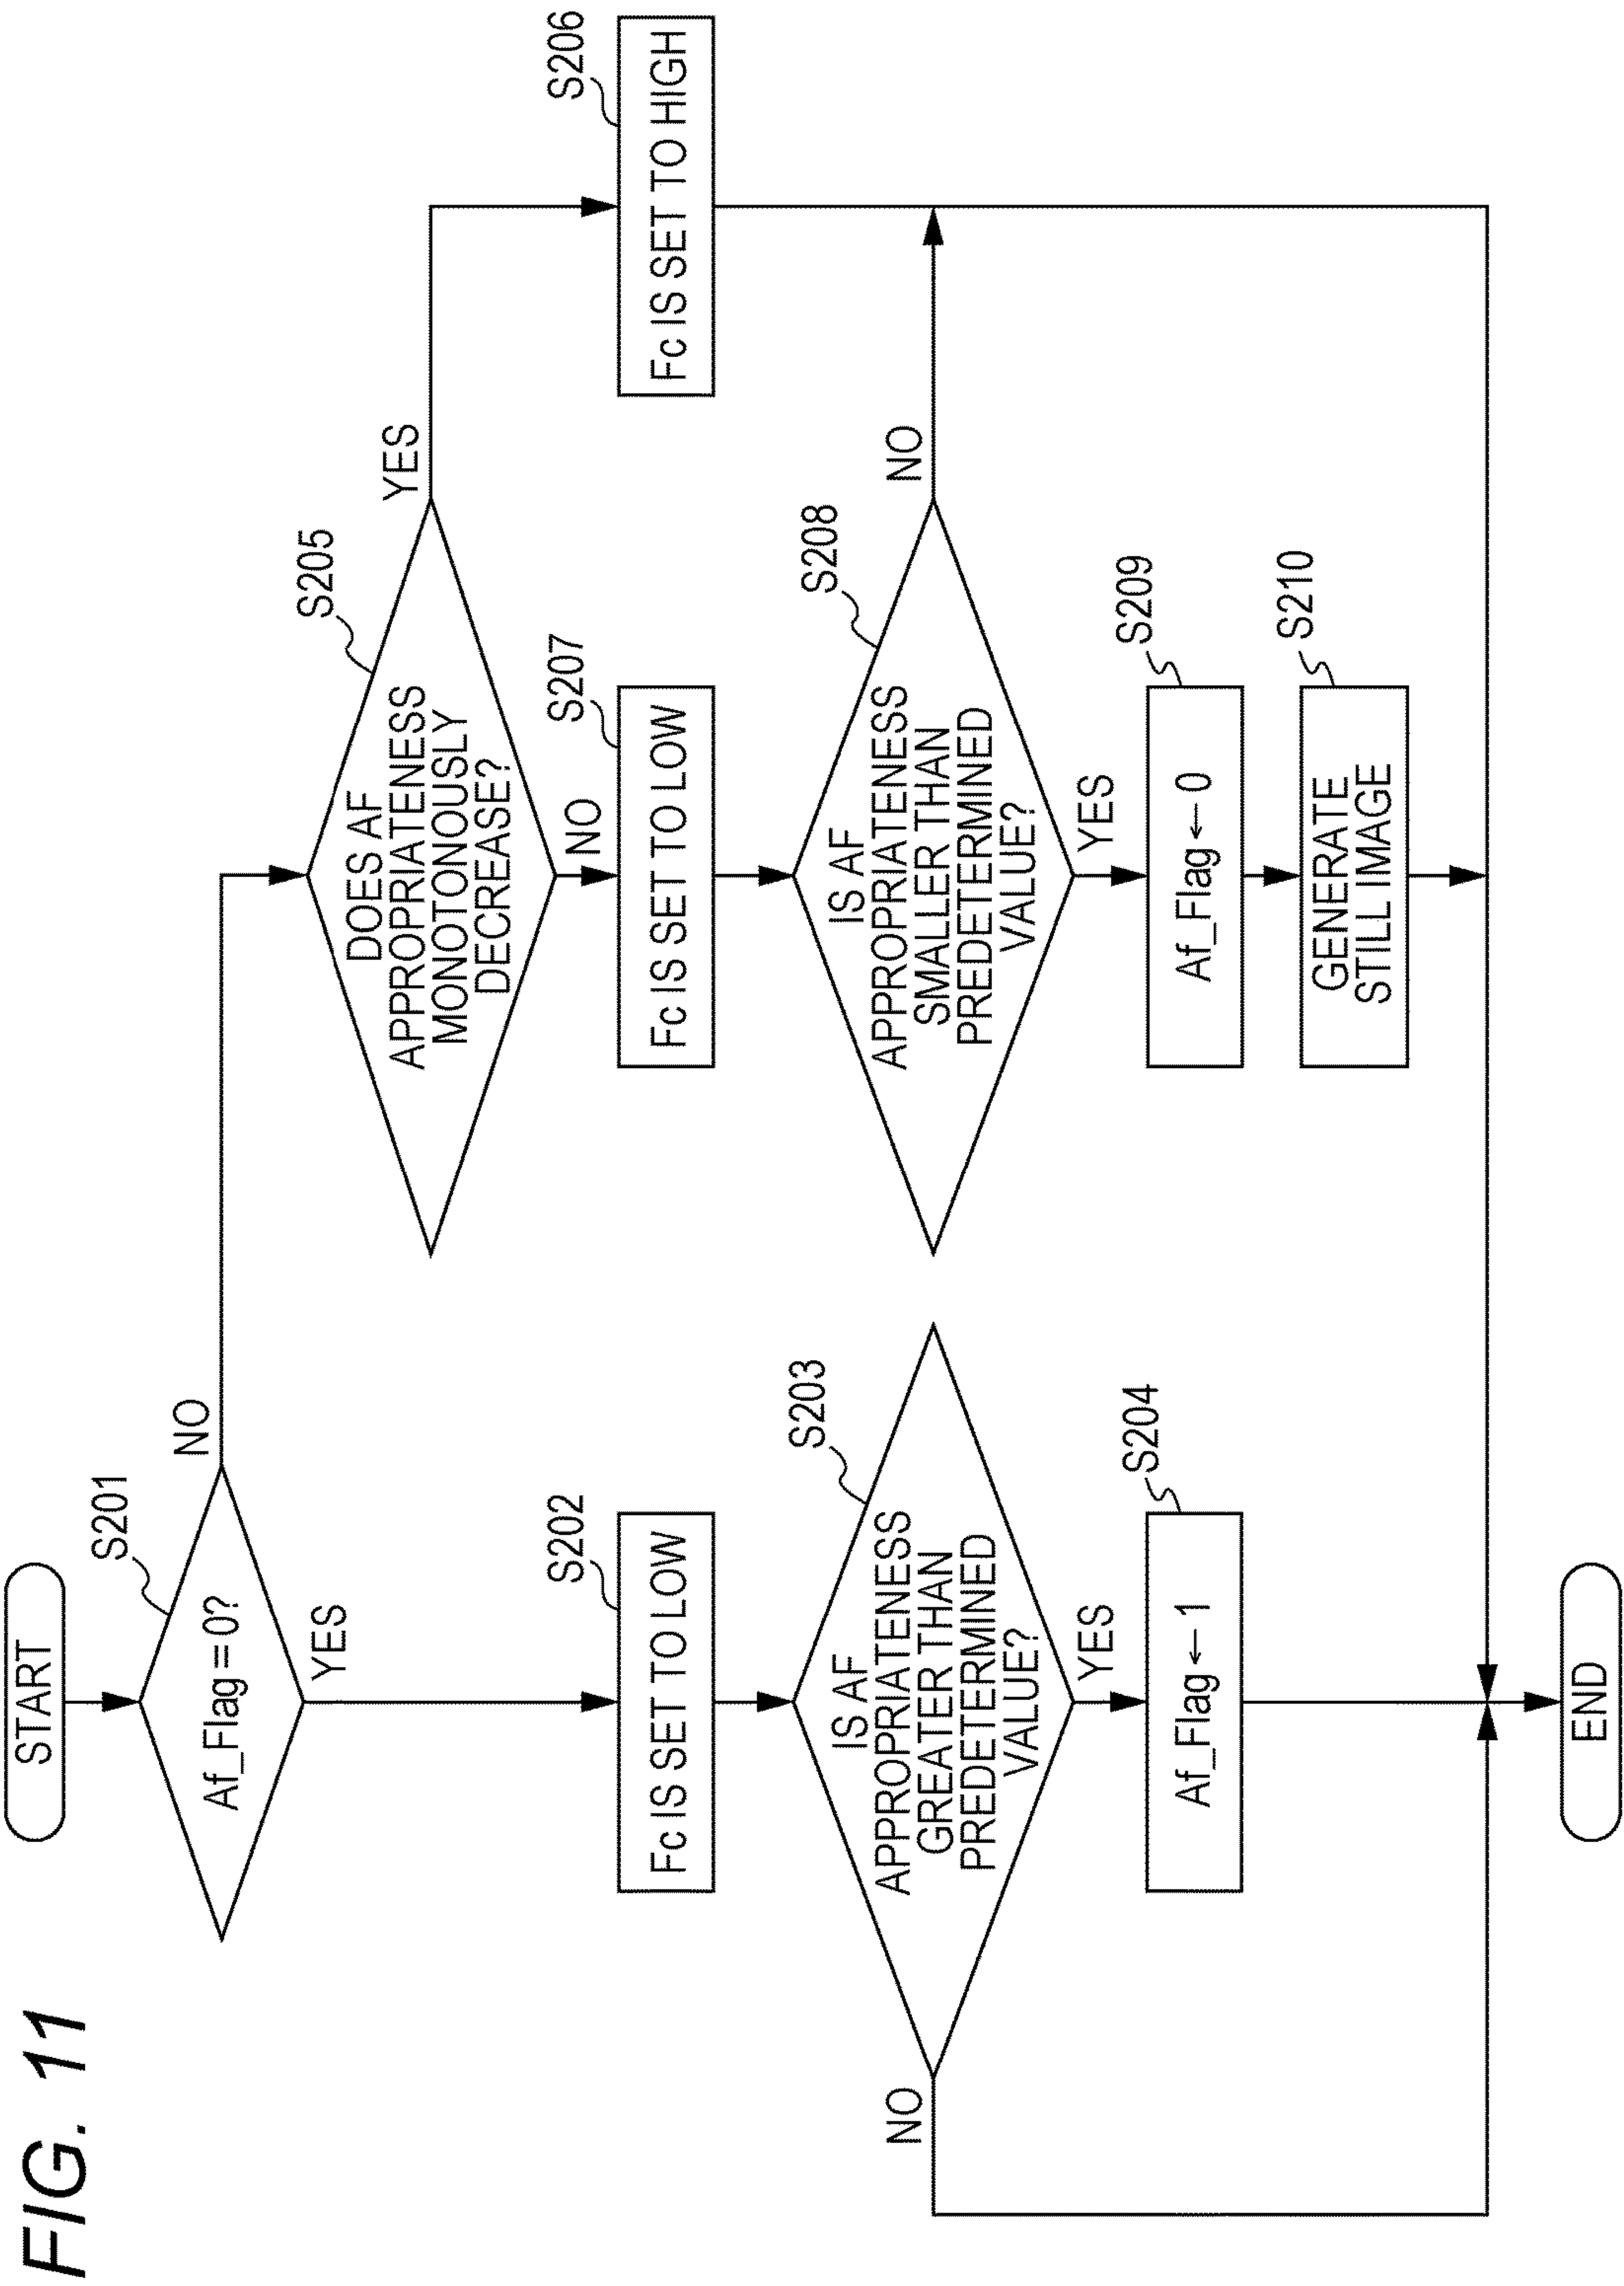 FIG. 11
START
S201
Af_Flag = 0?
NO
YES
S202
Fc IS SET TO LOW
S203
IS AF
APPROPRIATENESS
GREATER THAN
PREDETERMINED
VALUE?
NO
YES
S204
Af_Flag ← 1
S205
DOES AF
APPROPRIATENESS
MONOTONOUSLY
DECREASE?
YES
NO
S206
Fc IS SET TO HIGH
S207
Fc IS SET TO LOW
S208
IS AF
APPROPRIATENESS
SMALLER THAN
PREDETERMINED
VALUE?
NO
YES
S209
Af_Flag ← 0
S210
GENERATE
STILL IMAGE
END